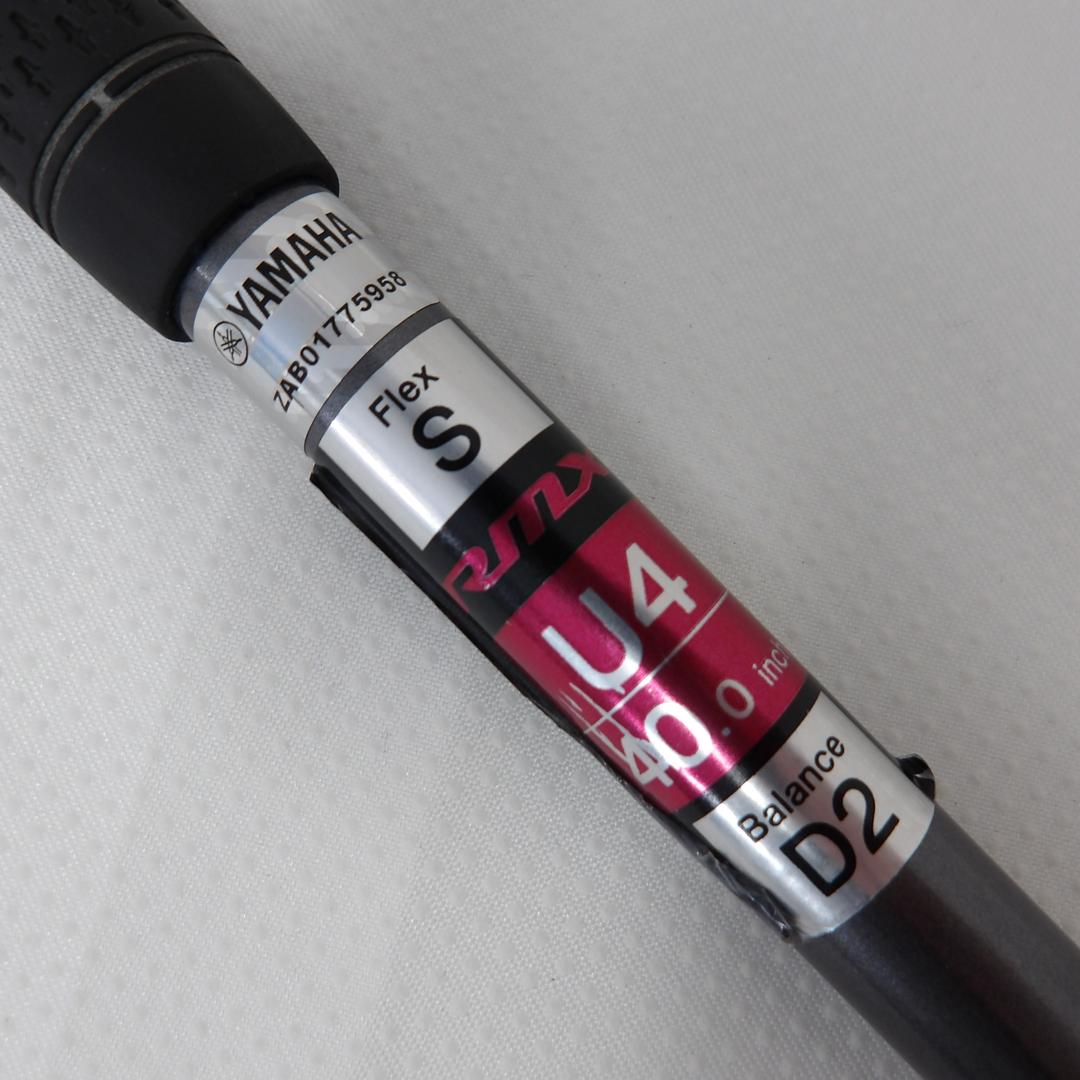 YAMAHA
ZAB01775958
Flex
S
RMX
U4
40.0 inch
Balance
D2